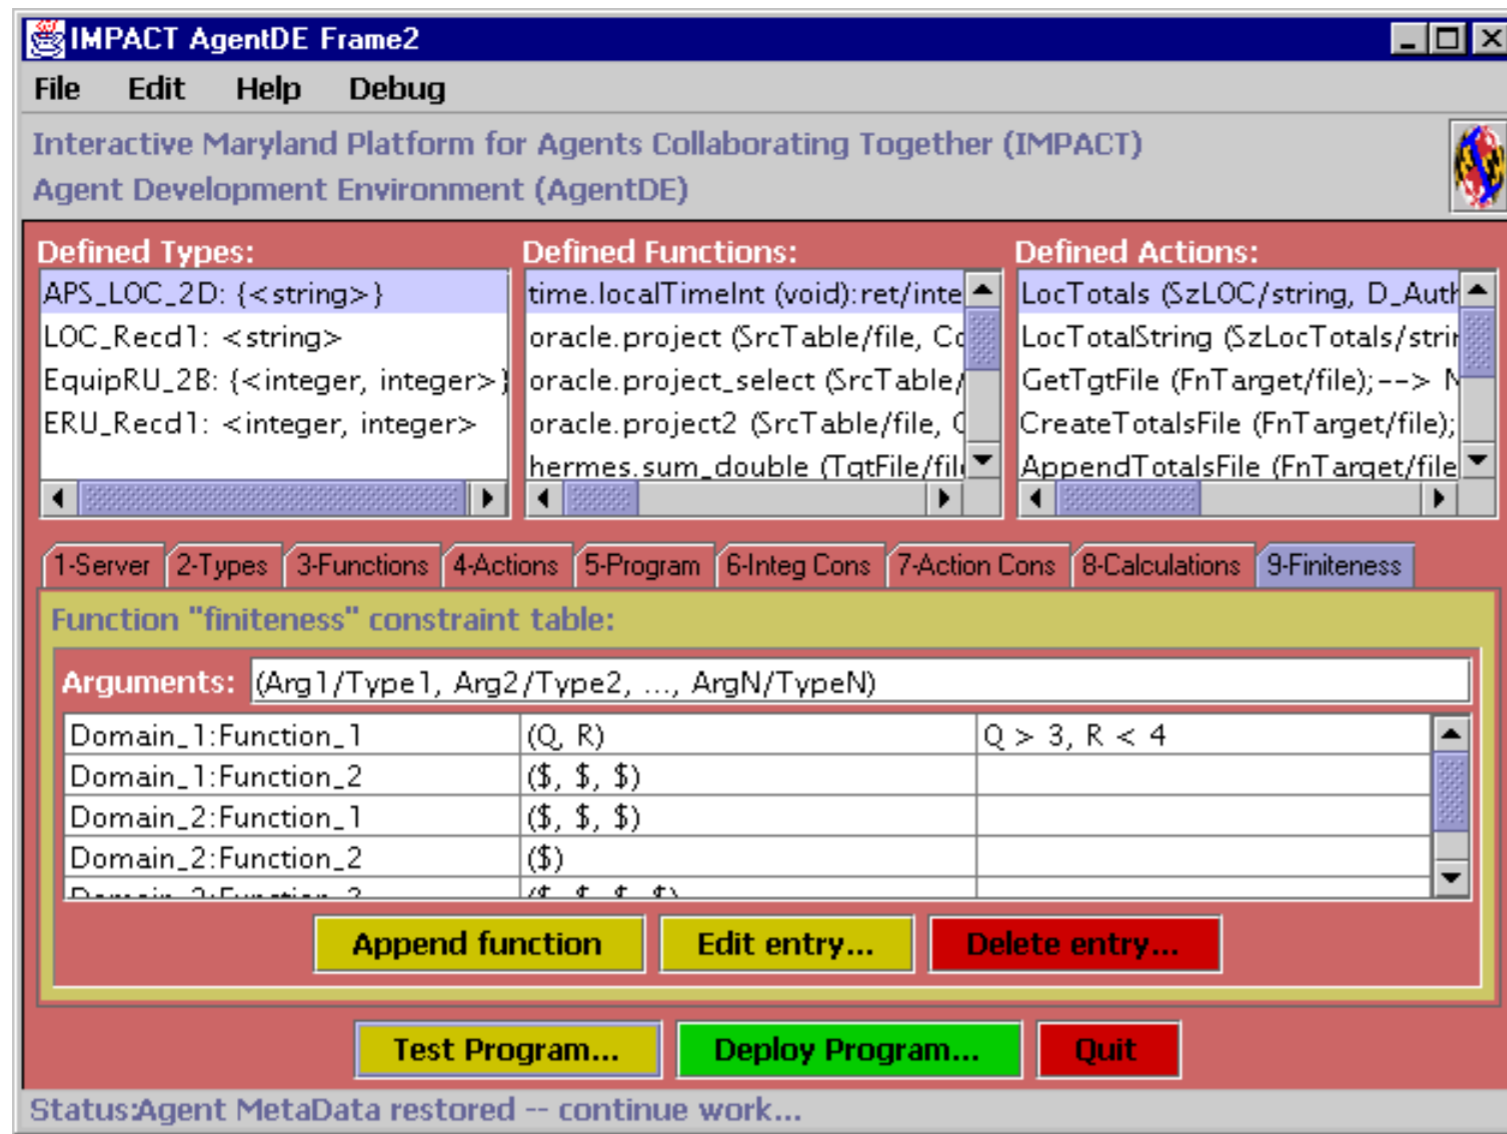 IMPACT AgentDE Frame2
File Edit Help Debug
Interactive Maryland Platform for Agents Collaborating Together (IMPACT)
Agent Development Environment (AgentDE)
Defined Types: Defined Functions: Defined Actions:
APS_LOC_2D: {<string>} time.localTimeInt (void):ret/inte LocTotals (SzLOC/string, D_Auth
LOC_Recd1: <string> oracle.project (SrcTable/file, Co LocTotalString (SzLocTotals/strin
EquipRU_2B: {<integer, integer>} oracle.project_select (SrcTable/ GetTgtFile (FnTarget/file);--> N
ERU_Recd1: <integer, integer> oracle.project2 (SrcTable/file, C CreateTotalsFile (FnTarget/file);
hermes.sum_double (TgtFile/file AppendTotalsFile (FnTarget/file
1-Server 2-Types 3-Functions 4-Actions 5-Program 6-Integ Cons 7-Action Cons 8-Calculations 9-Finiteness
Function "finiteness" constraint table:
Arguments: (Arg1/Type1, Arg2/Type2, ..., ArgN/TypeN)
Domain_1:Function_1 (Q, R) Q > 3, R < 4
Domain_1:Function_2 ($, $, $)
Domain_2:Function_1 ($, $, $)
Domain_2:Function_2 ($)
($, $, $, $)
Append function Edit entry... Delete entry...
Test Program... Deploy Program... Quit
Status:Agent MetaData restored -- continue work...